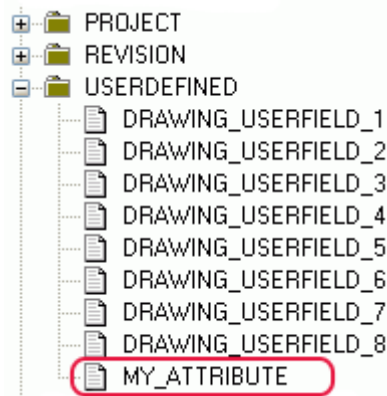 PROJECT
REVISION
USERDEFINED
DRAWING_USERFIELD_1
DRAWING_USERFIELD_2
DRAWING_USERFIELD_3
DRAWING_USERFIELD_4
DRAWING_USERFIELD_5
DRAWING_USERFIELD_6
DRAWING_USERFIELD_7
DRAWING_USERFIELD_8
MY_ATTRIBUTE